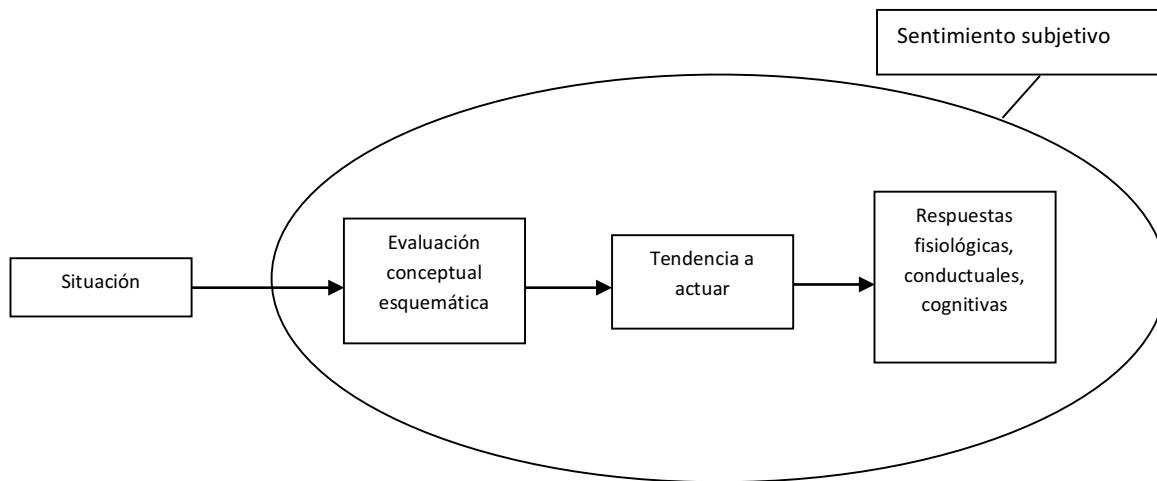 Sentimiento subjetivo
Situación
Evaluación
conceptual
esquemática
Tendencia a
actuar
Respuestas
fisiológicas,
conductuales,
cognitivas